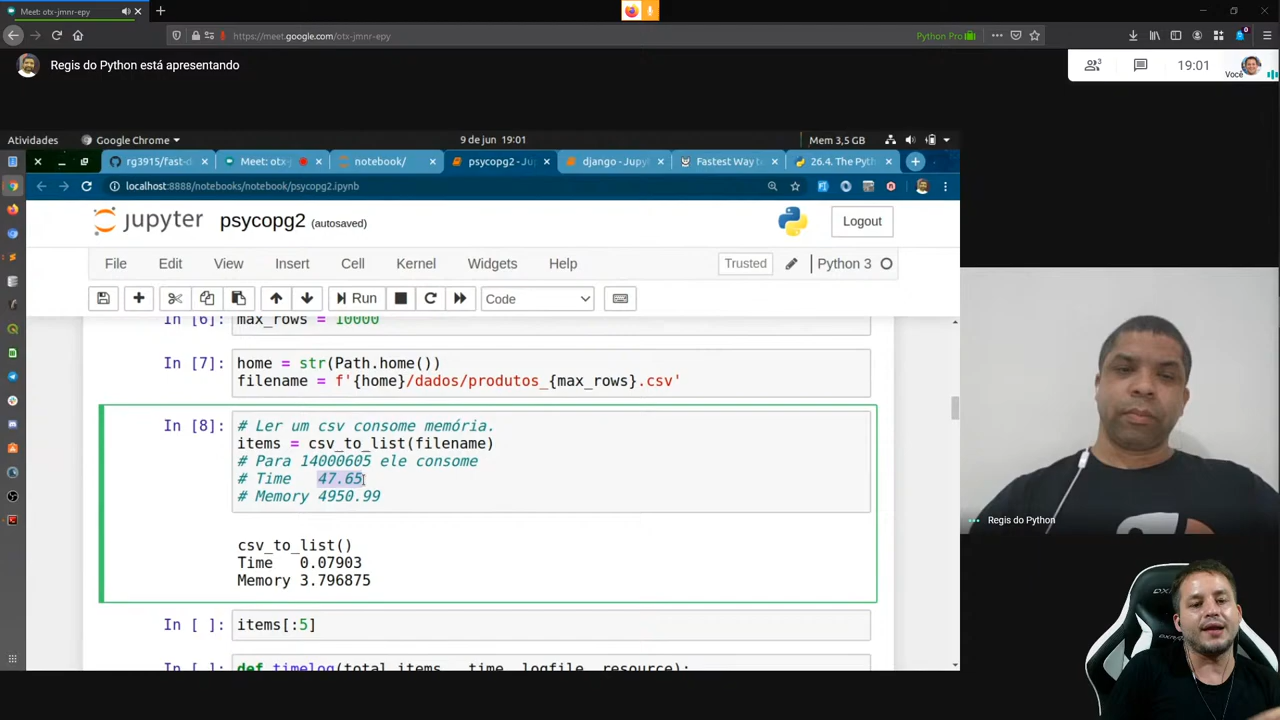 Meet: otx-jmnr-epy
https://meet.google.com/otx-jmnr-epy
Python Pro
Regis do Python está apresentando
3
19:01
Você
Atividades
Google Chrome
9 de jun 19:01
Mem 3,5 GB
rg3915/fast-d
Meet: otx-j
notebook/
psycopg2 - Ju
django - Jupyt
Fastest Way t
26.4. The Pyth
localhost:8888/notebooks/notebook/psycopg2.ipynb
jupyter
psycopg2 (autosaved)
Logout
File Edit View Insert Cell Kernel Widgets Help
Trusted
Python 3
Run
Code
In [6]: max_rows = 10000
In [7]: home = str(Path.home())
filename = f'{home}/dados/produtos_{max_rows}.csv'
In [8]: # Ler um csv consome memória.
items = csv_to_list(filename)
# Para 14000605 ele consome
# Time 47.65
# Memory 4950.99
csv_to_list()
Time 0.07903
Memory 3.796875
In [ ]: items[:5]
In [ ]: def timelog(total_items, _time, logfile, resource):
Regis do Python